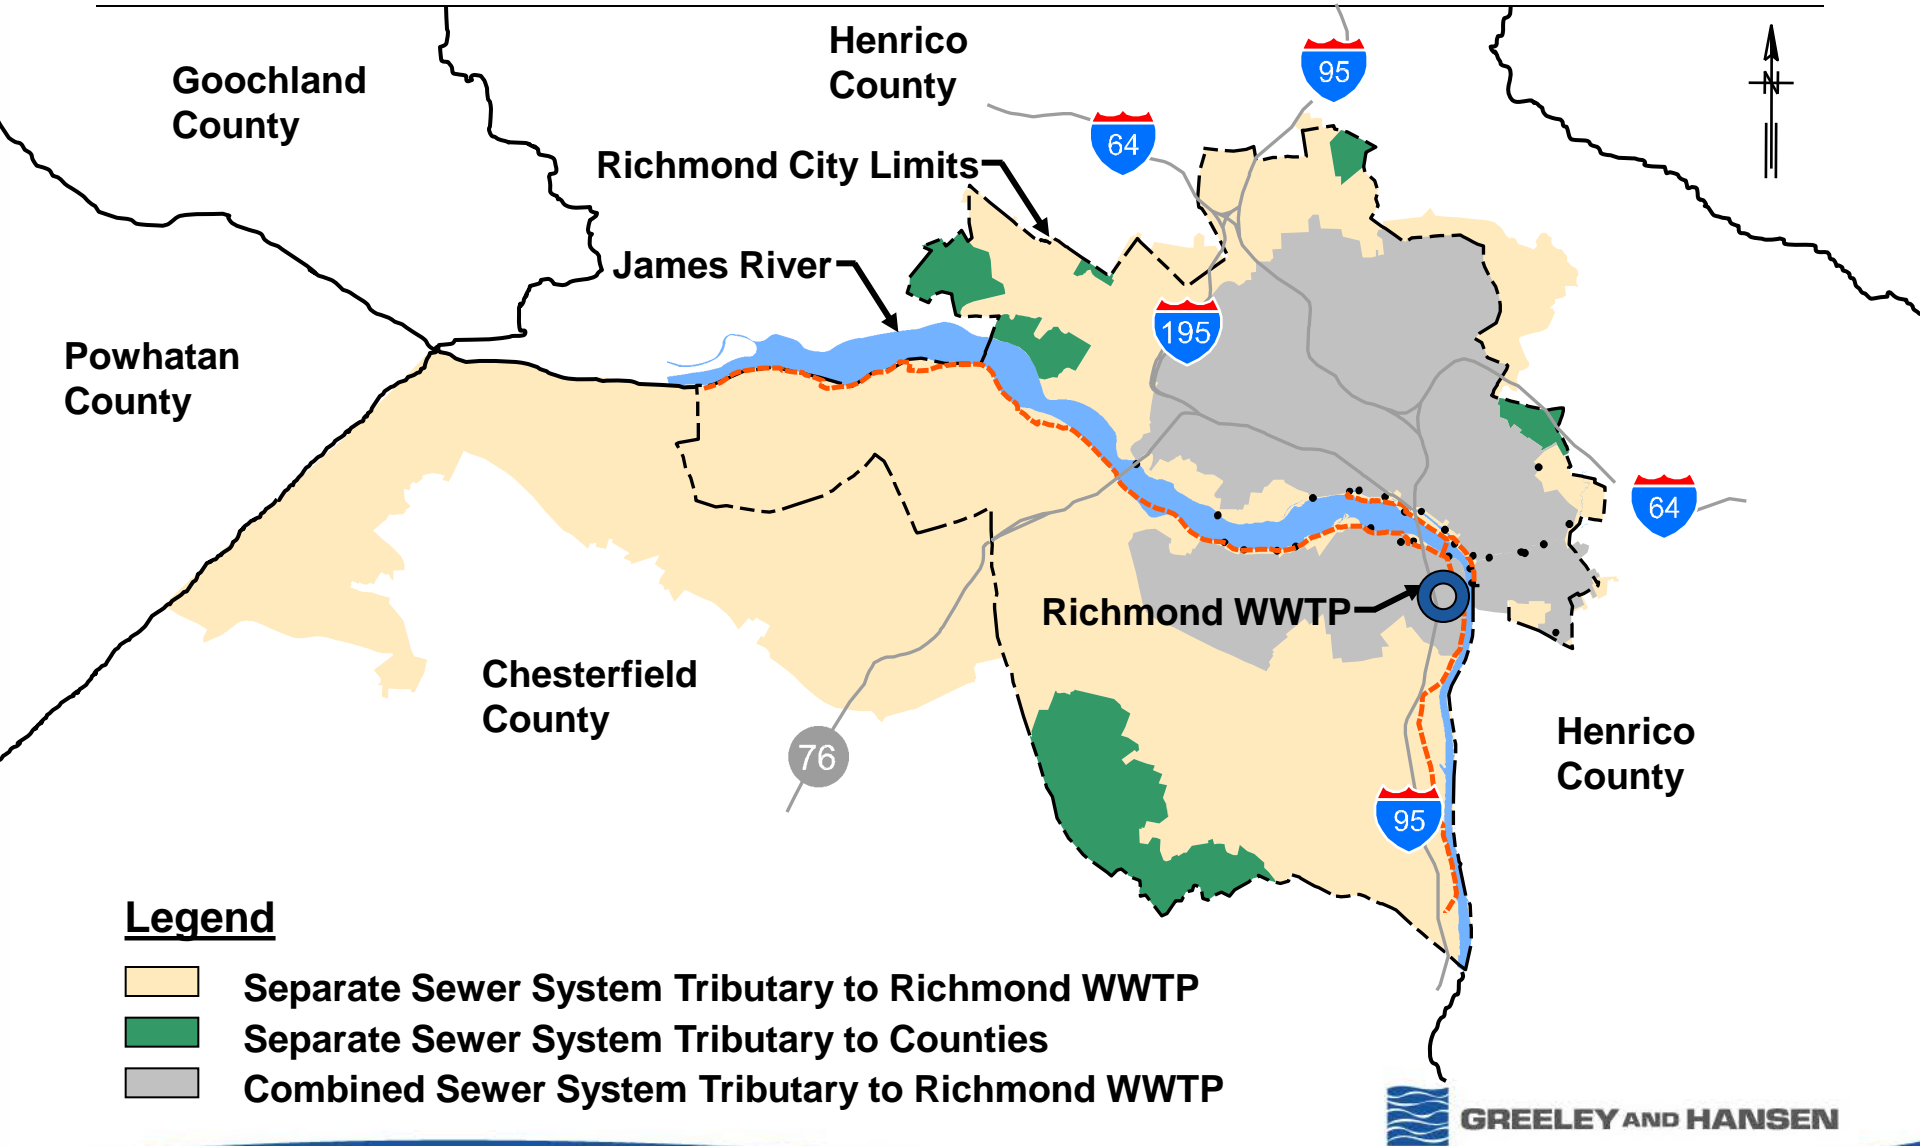 Goochland
County
Henrico
County
95
N
64
Richmond City Limits
James River
195
Powhatan
County
64
Richmond WWTP
Chesterfield
County
Henrico
County
76
95
Legend
Separate Sewer System Tributary to Richmond WWTP
Separate Sewer System Tributary to Counties
Combined Sewer System Tributary to Richmond WWTP
GREELEY AND HANSEN